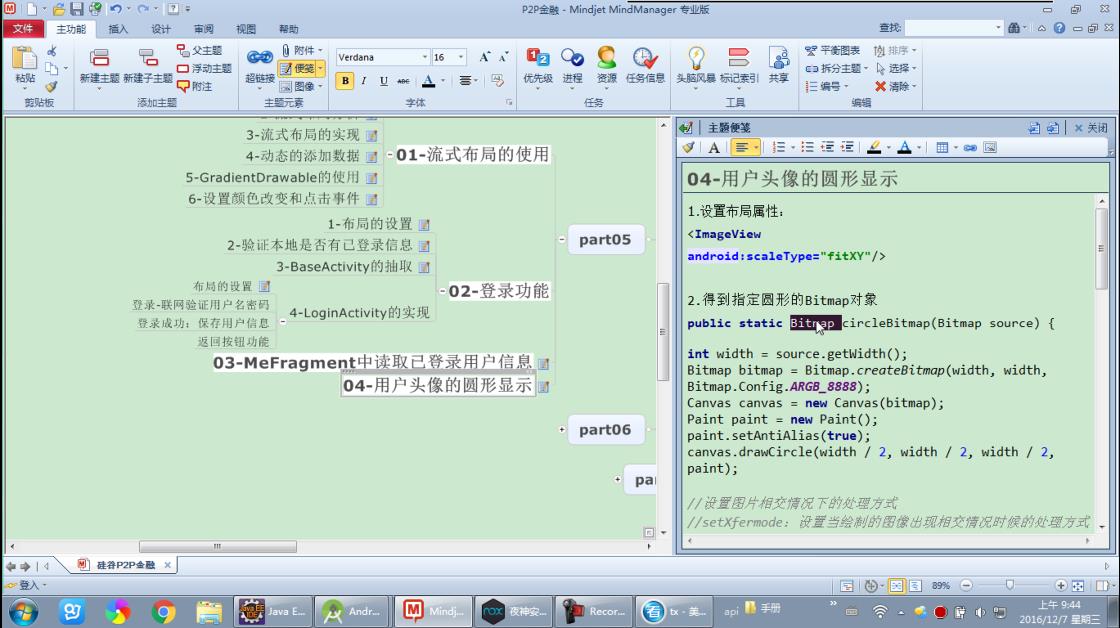 P2P金融 - Mindjet MindManager 专业版
文件
主功能
插入
设计
审阅
视图
帮助
查找:
粘贴
剪贴板
新建主题
新建子主题
父主题
浮动主题
附注
添加主题
超链接
附件
便笺
图像
主题元素
Verdana
16
B I U ABC A
字体
优先级
进程
资源
任务信息
任务
头脑风暴
标记索引
共享
工具
平衡图表
拆分主题
编号
排序
选择
清除
编辑
3-流式布局的实现
4-动态的添加数据
5-GradientDrawable的使用
6-设置颜色改变和点击事件
01-流式布局的使用
1-布局的设置
2-验证本地是否有已登录信息
3-BaseActivity的抽取
布局的设置
登录-联网验证用户名密码
登录成功：保存用户信息
返回按钮功能
4-LoginActivity的实现
02-登录功能
03-MeFragment中读取已登录用户信息
04-用户头像的圆形显示
part05
part06
pa
主题便笺
关闭
04-用户头像的圆形显示
1.设置布局属性：
<ImageView
android:scaleType="fitXY"/>
2.得到指定圆形的Bitmap对象
public static Bitmap circleBitmap(Bitmap source) {
int width = source.getWidth();
Bitmap bitmap = Bitmap.createBitmap(width, width,
Bitmap.Config.ARGB_8888);
Canvas canvas = new Canvas(bitmap);
Paint paint = new Paint();
paint.setAntiAlias(true);
canvas.drawCircle(width / 2, width / 2, width / 2,
paint);
//设置图片相交情况下的处理方式
//setXfermode：设置当绘制的图像出现相交情况时候的处理方式
硅谷P2P金融
登入
89%
Java E...
Andr...
Mindj...
夜神安...
Recor...
tx - 美...
api
手册
上午 9:44
2016/12/7 星期三